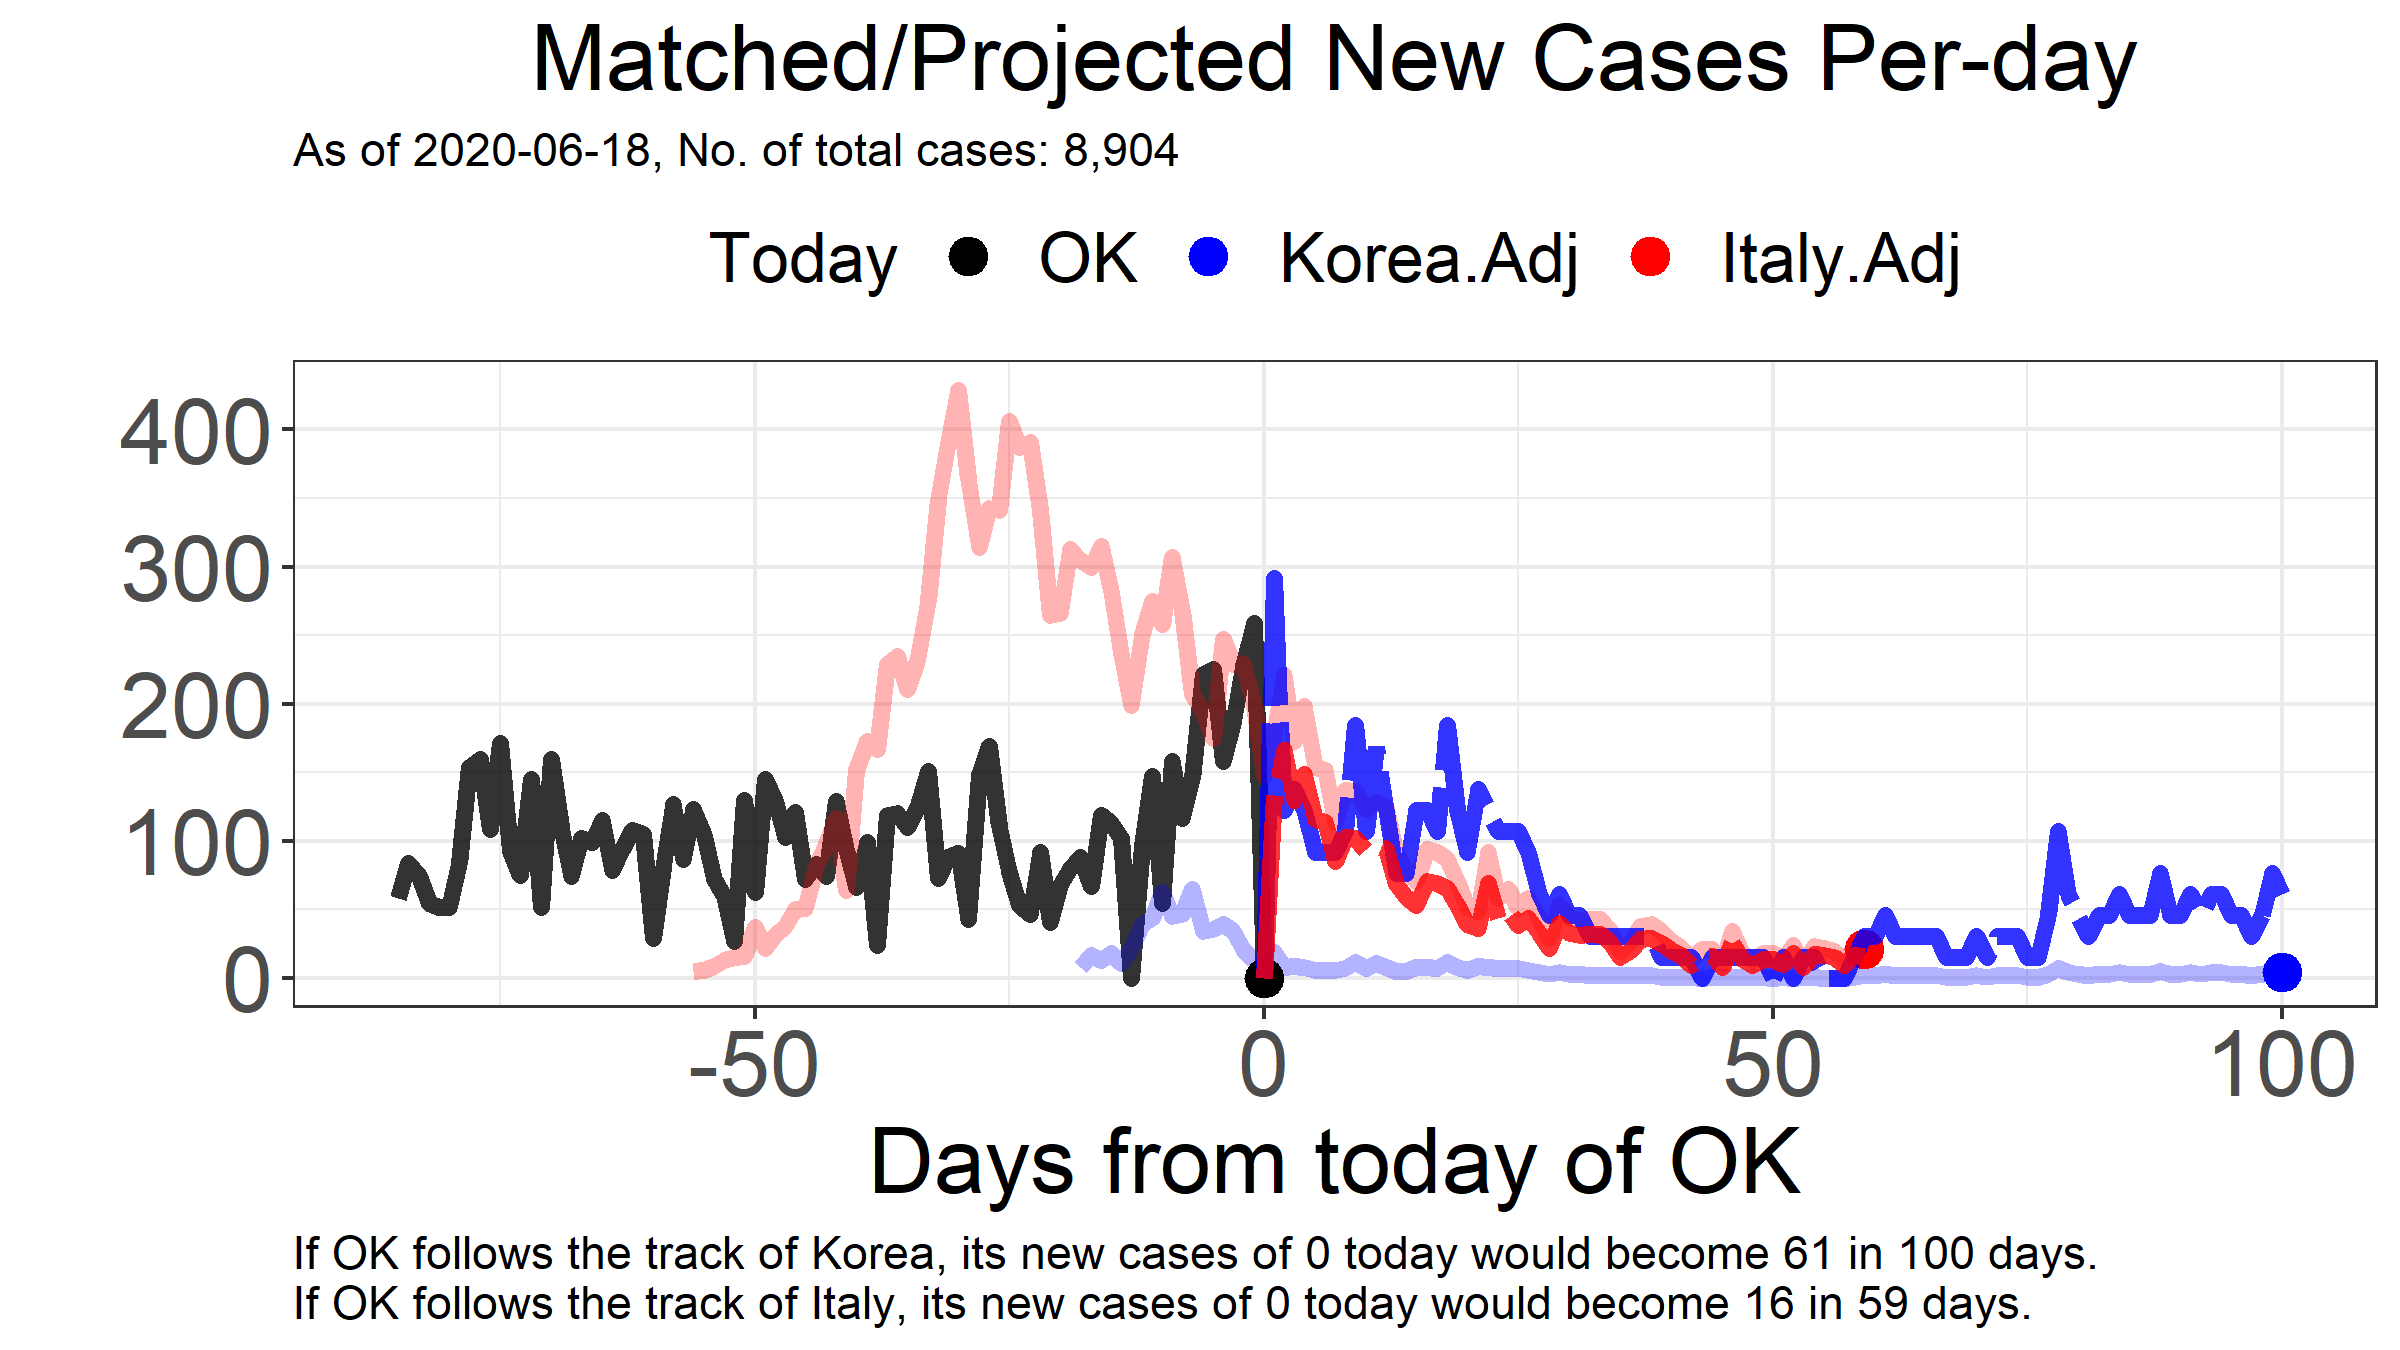 Matched/Projected New Cases Per-day
As of 2020-06-18, No. of total cases: 8,904
Today OK Korea.Adj Italy.Adj
400
300
200
100
0
-50 0 50 100
Days from today of OK
If OK follows the track of Korea, its new cases of 0 today would become 61 in 100 days.
If OK follows the track of Italy, its new cases of 0 today would become 16 in 59 days.